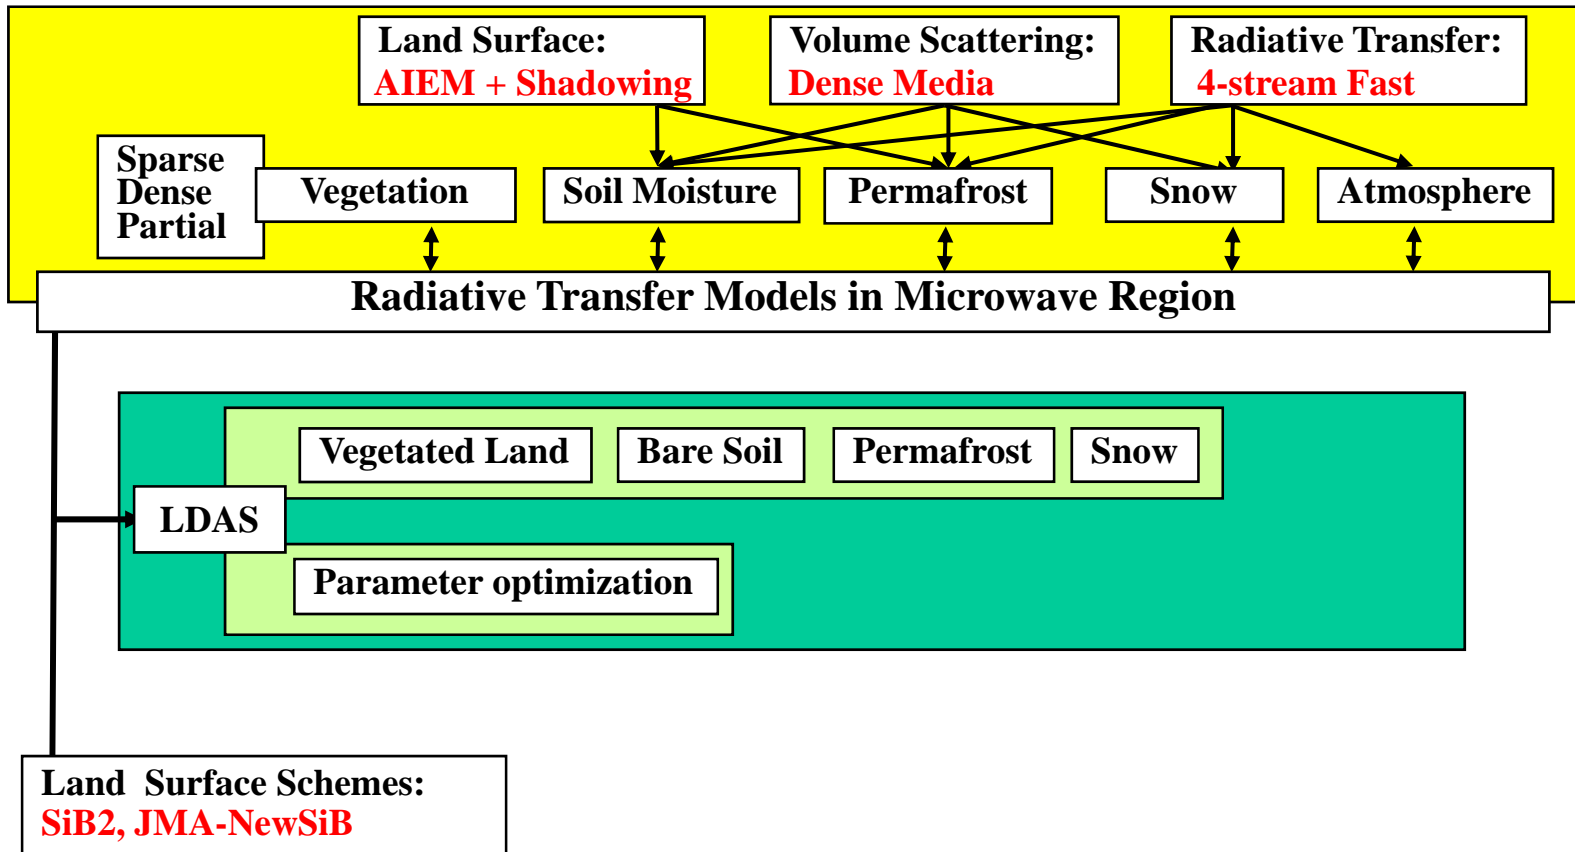 Land Surface:
AIEM + Shadowing
Volume Scattering:
Dense Media
Radiative Transfer:
4-stream Fast
Sparse
Dense
Partial
Vegetation
Soil Moisture
Permafrost
Snow
Atmosphere
Radiative Transfer Models in Microwave Region
Vegetated Land
Bare Soil
Permafrost
Snow
LDAS
Parameter optimization
Land Surface Schemes:
SiB2, JMA-NewSiB